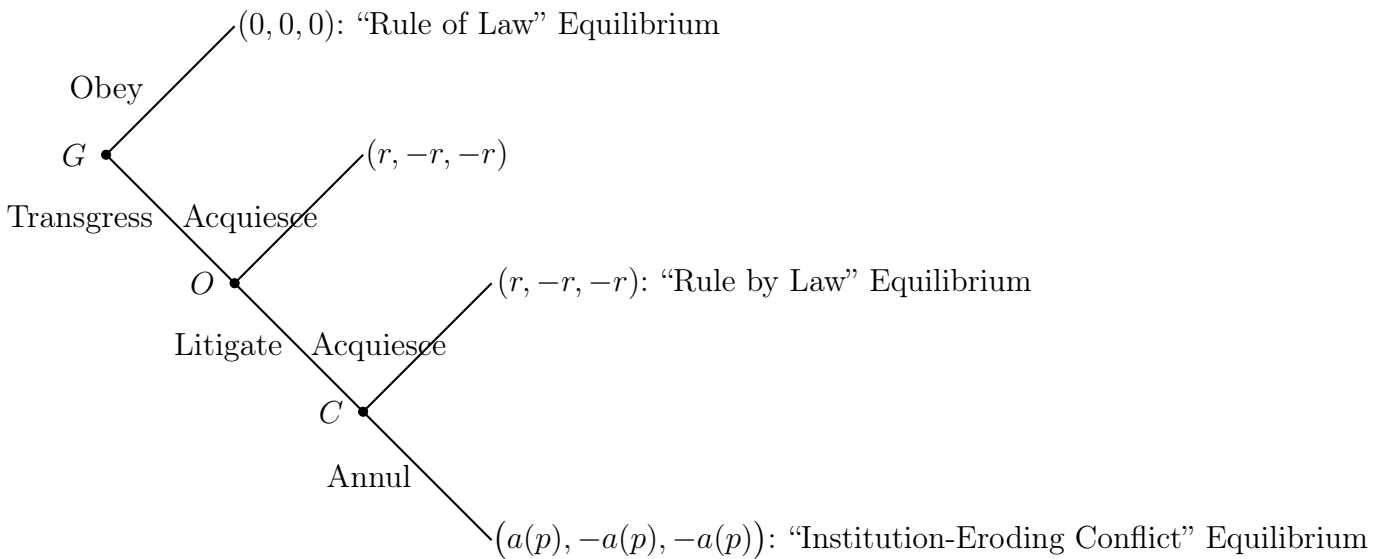 (0, 0, 0): “Rule of Law” Equilibrium
Obey
G
(r, −r, −r)
Transgress
Acquiesce
O
(r, −r, −r): “Rule by Law” Equilibrium
Litigate
Acquiesce
C
Annul
(a(p), −a(p), −a(p)): “Institution-Eroding Conflict” Equilibrium